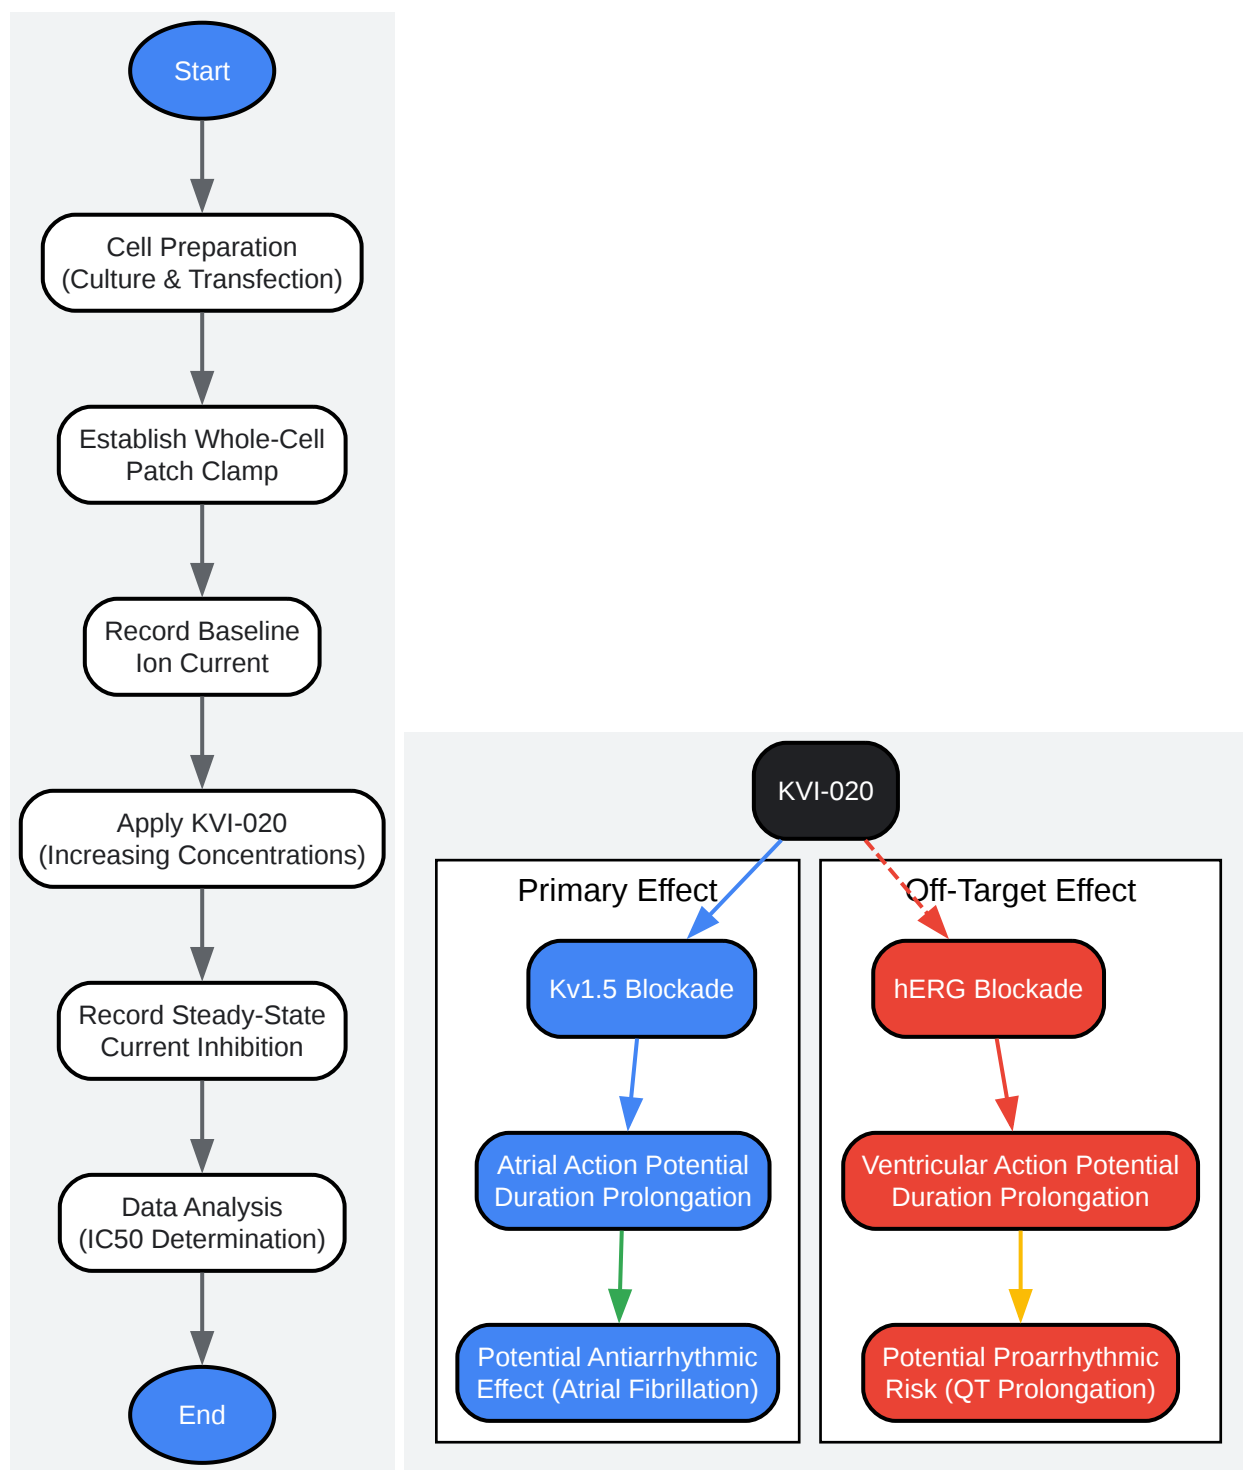 Start
Cell Preparation
(Culture & Transfection)
Establish Whole-Cell
Patch Clamp
Record Baseline
Ion Current
Apply KVI-020
(Increasing Concentrations)
Record Steady-State
Current Inhibition
Data Analysis
(IC50 Determination)
End
KVI-020
Primary Effect
Kv1.5 Blockade
Atrial Action Potential
Duration Prolongation
Potential Antiarrhythmic
Effect (Atrial Fibrillation)
Off-Target Effect
hERG Blockade
Ventricular Action Potential
Duration Prolongation
Potential Proarrhythmic
Risk (QT Prolongation)